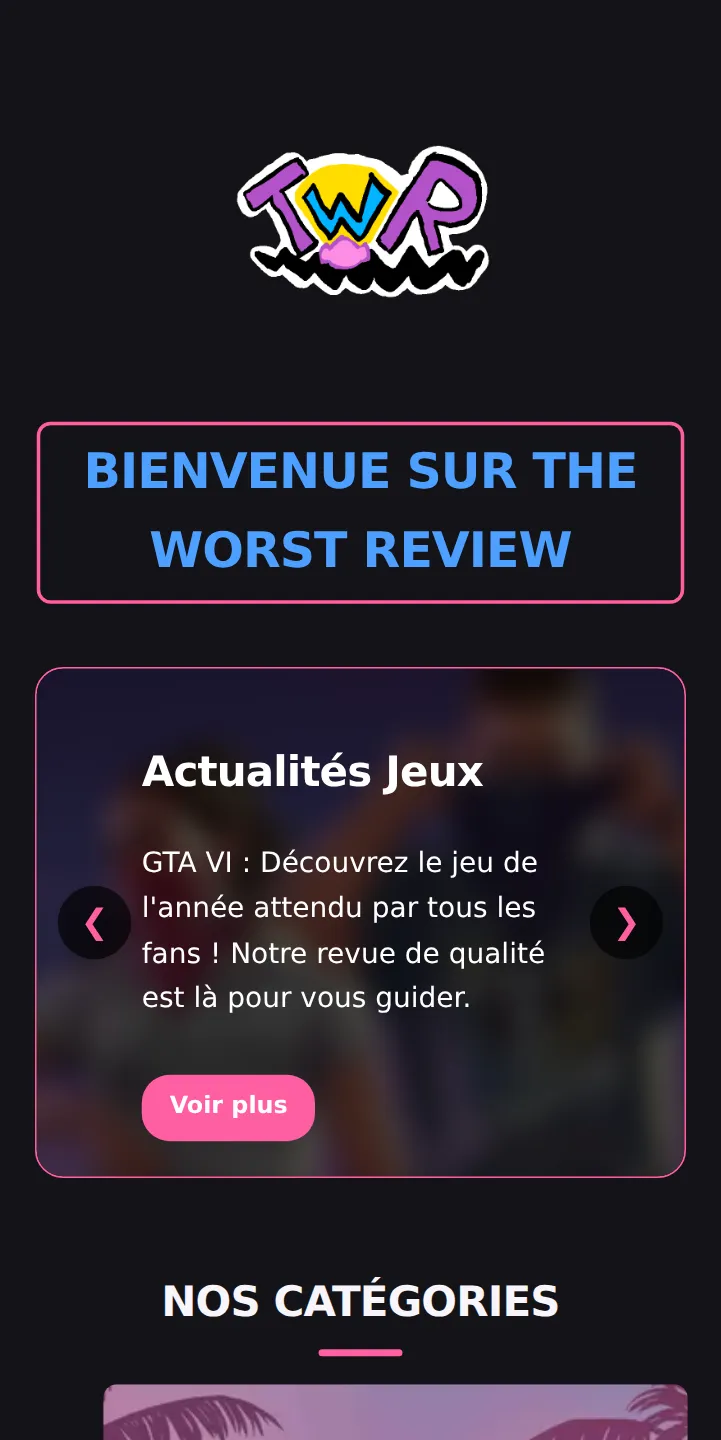 TWR
BIENVENUE SUR THE
WORST REVIEW
Actualités Jeux
GTA VI : Découvrez le jeu de
l'année attendu par tous les
fans ! Notre revue de qualité
est là pour vous guider.
❮
❯
Voir plus
NOS CATÉGORIES